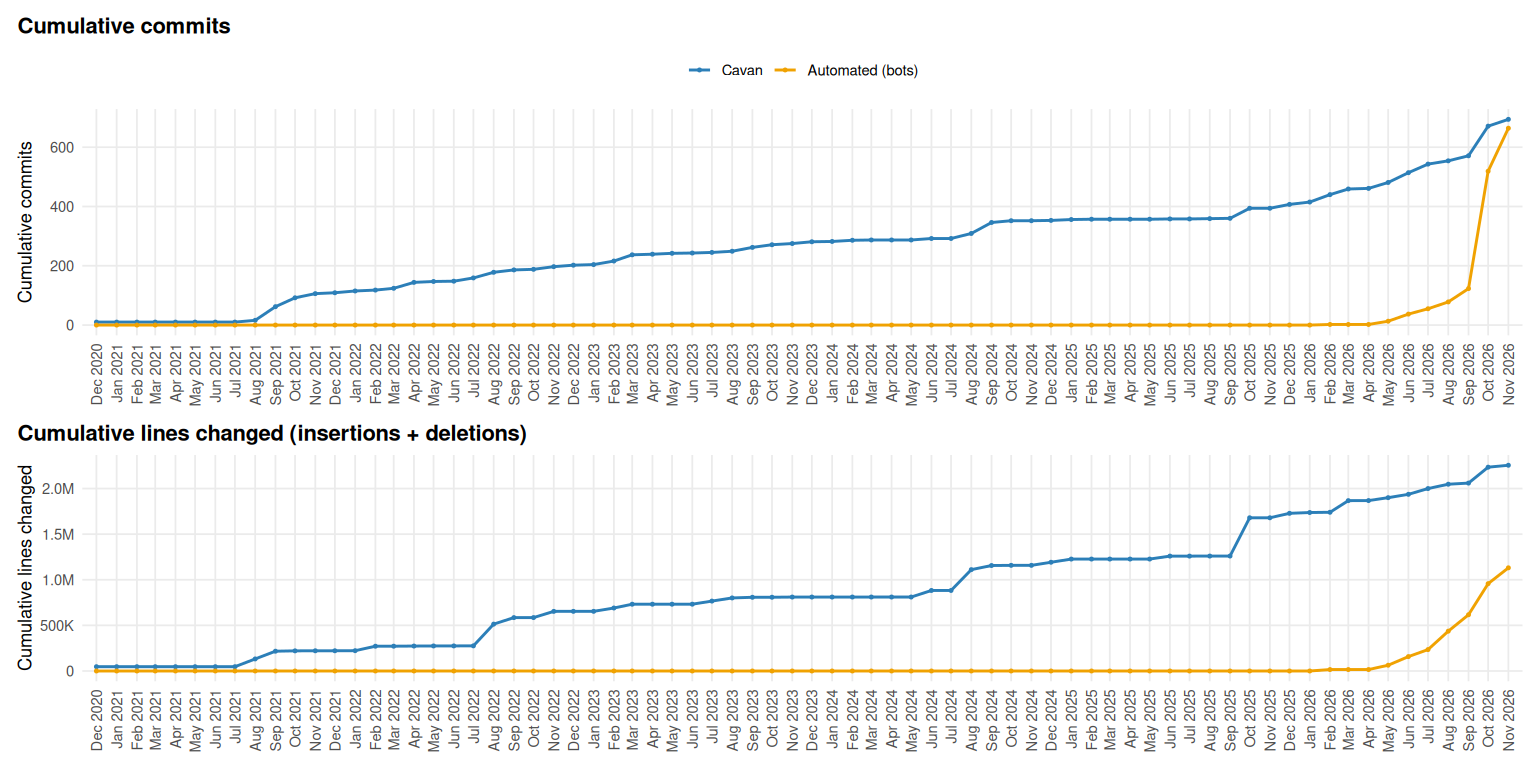 Cumulative commits
Cavan Automated (bots)
Cumulative commits
600
400
200
0
Dec 2020 Jan 2021 Feb 2021 Mar 2021 Apr 2021 May 2021 Jun 2021 Jul 2021 Aug 2021 Sep 2021 Oct 2021 Nov 2021 Dec 2021 Jan 2022 Feb 2022 Mar 2022 Apr 2022 May 2022 Jun 2022 Jul 2022 Aug 2022 Sep 2022 Oct 2022 Nov 2022 Dec 2022 Jan 2023 Feb 2023 Mar 2023 Apr 2023 May 2023 Jun 2023 Jul 2023 Aug 2023 Sep 2023 Oct 2023 Nov 2023 Dec 2023 Jan 2024 Feb 2024 Mar 2024 Apr 2024 May 2024 Jun 2024 Jul 2024 Aug 2024 Sep 2024 Oct 2024 Nov 2024 Dec 2024 Jan 2025 Feb 2025 Mar 2025 Apr 2025 May 2025 Jun 2025 Jul 2025 Aug 2025 Sep 2025 Oct 2025 Nov 2025 Dec 2025 Jan 2026 Feb 2026 Mar 2026 Apr 2026 May 2026 Jun 2026 Jul 2026 Aug 2026 Sep 2026 Oct 2026 Nov 2026
Cumulative lines changed (insertions + deletions)
Cumulative lines changed
2.0M
1.5M
1.0M
500K
0
Dec 2020 Jan 2021 Feb 2021 Mar 2021 Apr 2021 May 2021 Jun 2021 Jul 2021 Aug 2021 Sep 2021 Oct 2021 Nov 2021 Dec 2021 Jan 2022 Feb 2022 Mar 2022 Apr 2022 May 2022 Jun 2022 Jul 2022 Aug 2022 Sep 2022 Oct 2022 Nov 2022 Dec 2022 Jan 2023 Feb 2023 Mar 2023 Apr 2023 May 2023 Jun 2023 Jul 2023 Aug 2023 Sep 2023 Oct 2023 Nov 2023 Dec 2023 Jan 2024 Feb 2024 Mar 2024 Apr 2024 May 2024 Jun 2024 Jul 2024 Aug 2024 Sep 2024 Oct 2024 Nov 2024 Dec 2024 Jan 2025 Feb 2025 Mar 2025 Apr 2025 May 2025 Jun 2025 Jul 2025 Aug 2025 Sep 2025 Oct 2025 Nov 2025 Dec 2025 Jan 2026 Feb 2026 Mar 2026 Apr 2026 May 2026 Jun 2026 Jul 2026 Aug 2026 Sep 2026 Oct 2026 Nov 2026